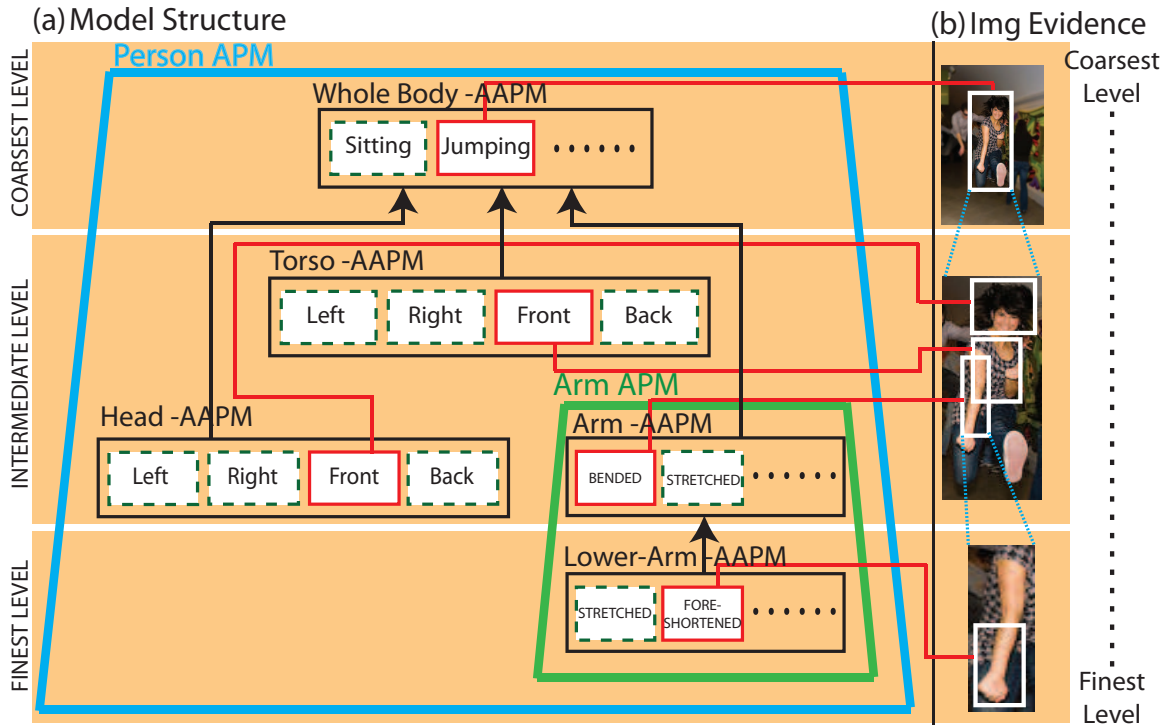 (a) Model Structure
(b) Img Evidence
COARSEST LEVEL
Person APM
Whole Body -AAPM
Sitting
Jumping
......
Coarsest
Level
INTERMEDIATE LEVEL
Torso -AAPM
Left
Right
Front
Back
Arm APM
Head -AAPM
Left
Right
Front
Back
Arm -AAPM
BENDED
STRETCHED
......
FINEST LEVEL
Lower-Arm -AAPM
STRETCHED
FORE-
SHORTENED
......
Finest
Level